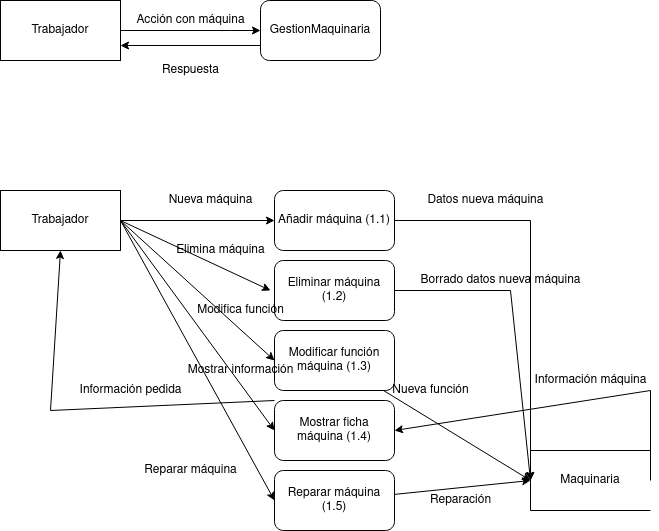 Trabajador
Acción con máquina
GestionMaquinaria
Respuesta
Trabajador
Nueva máquina
Añadir máquina (1.1)
Datos nueva máquina
Elimina máquina
Eliminar máquina
(1.2)
Borrado datos nueva máquina
Modifica función
Modificar función
máquina (1.3)
Mostrar información
Información pedida
Nueva función
Información máquina
Mostrar ficha
máquina (1.4)
Reparar máquina
Reparar máquina
(1.5)
Reparación
Maquinaria